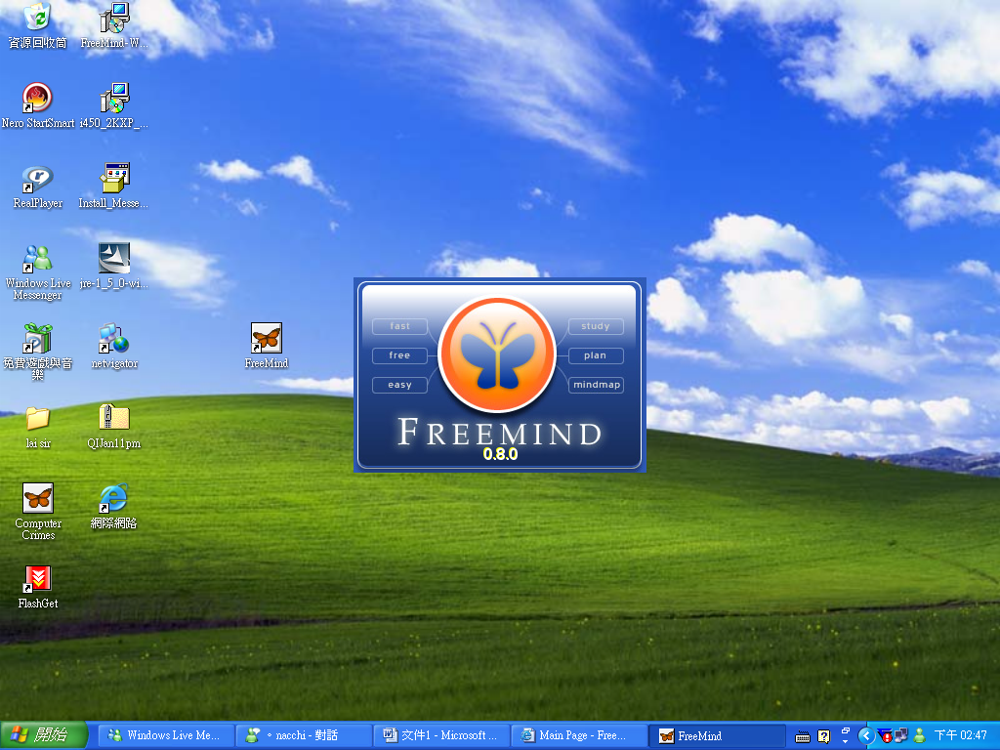 資源回收筒
FreeMind-W...
Nero StartSmart
i450_2KXP_...
RealPlayer
Install_Messe...
Windows Live
Messenger
jre-1_5_0-wi...
免費遊戲與音
樂
netvigator
FreeMind
lai sir
QIJan11pm
Computer
Crimes
網際網路
FlashGet
fast
free
easy
study
plan
mindmap
FREEMIND
0.8.0
開始
Windows Live Me...
。nacchi - 對話
文件1 - Microsoft ...
Main Page - Free...
FreeMind
下午 02:47